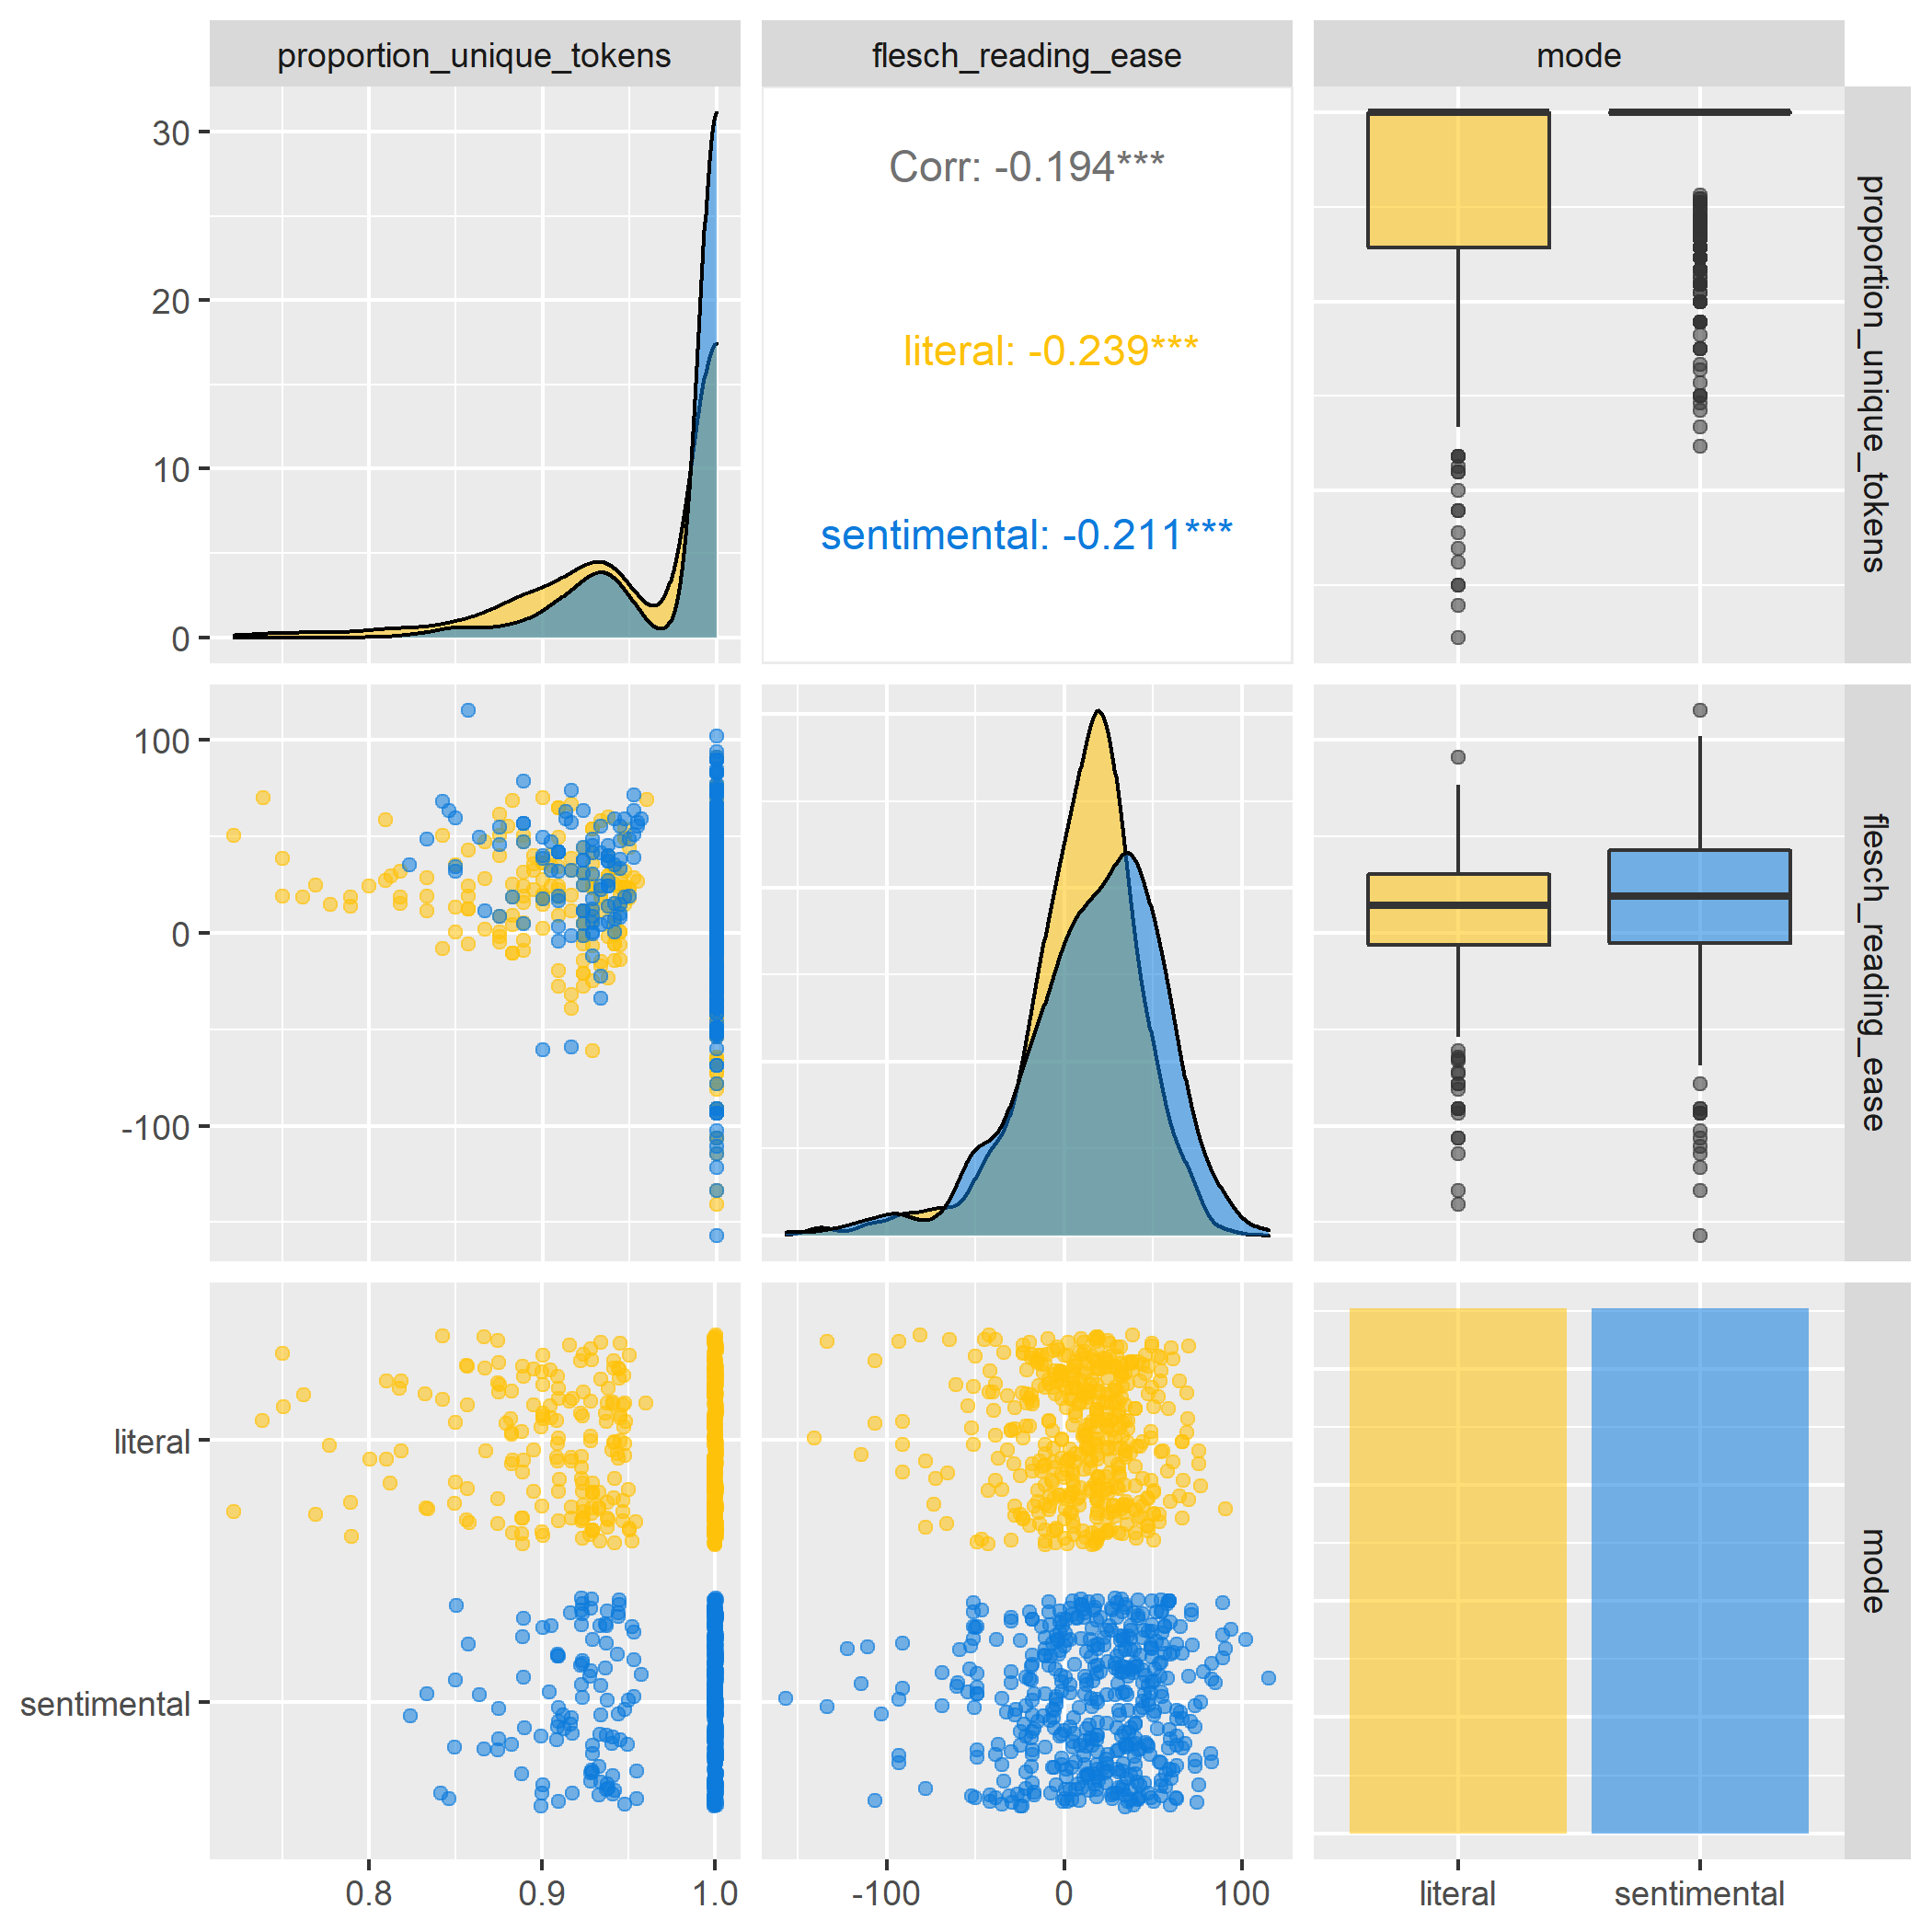 proportion_unique_tokens
flesch_reading_ease
mode
30
20
10
0
Corr: -0.194***
literal: -0.239***
sentimental: -0.211***
proportion_unique_tokens
100
0
-100
flesch_reading_ease
literal
sentimental
mode
0.8
0.9
1.0
-100
0
100
literal
sentimental